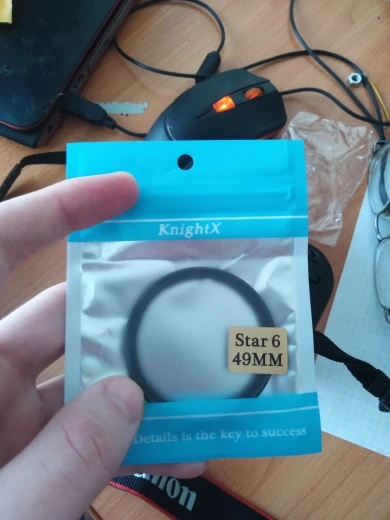 KnightX
Star 6
49MM
Details is the key to success